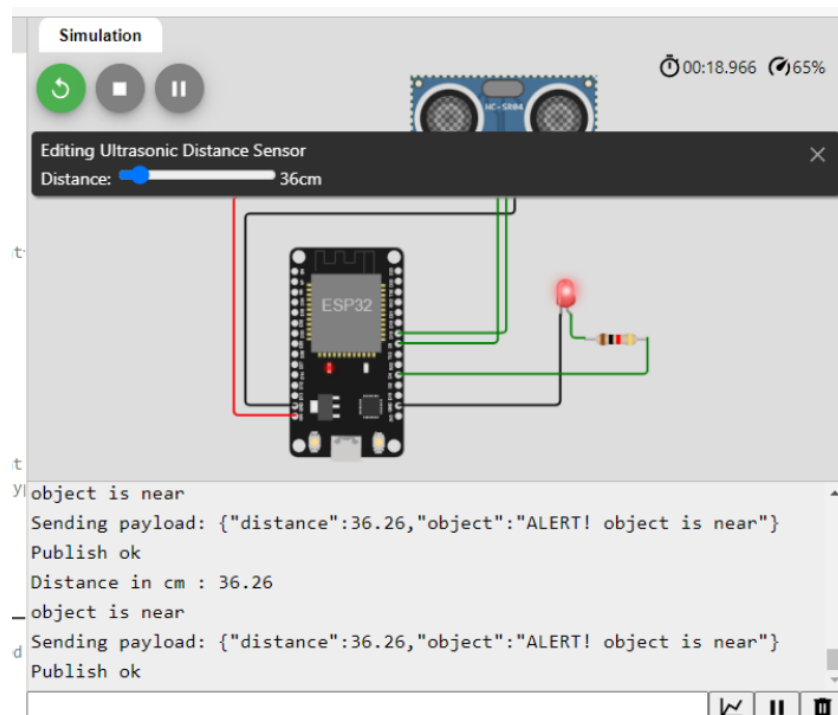 Simulation
00:18.966 65%
HC-SR04
Editing Ultrasonic Distance Sensor
Distance: 36cm
ESP32
object is near
Sending payload: {"distance":36.26,"object":"ALERT! object is near"}
Publish ok
Distance in cm : 36.26
object is near
Sending payload: {"distance":36.26,"object":"ALERT! object is near"}
Publish ok